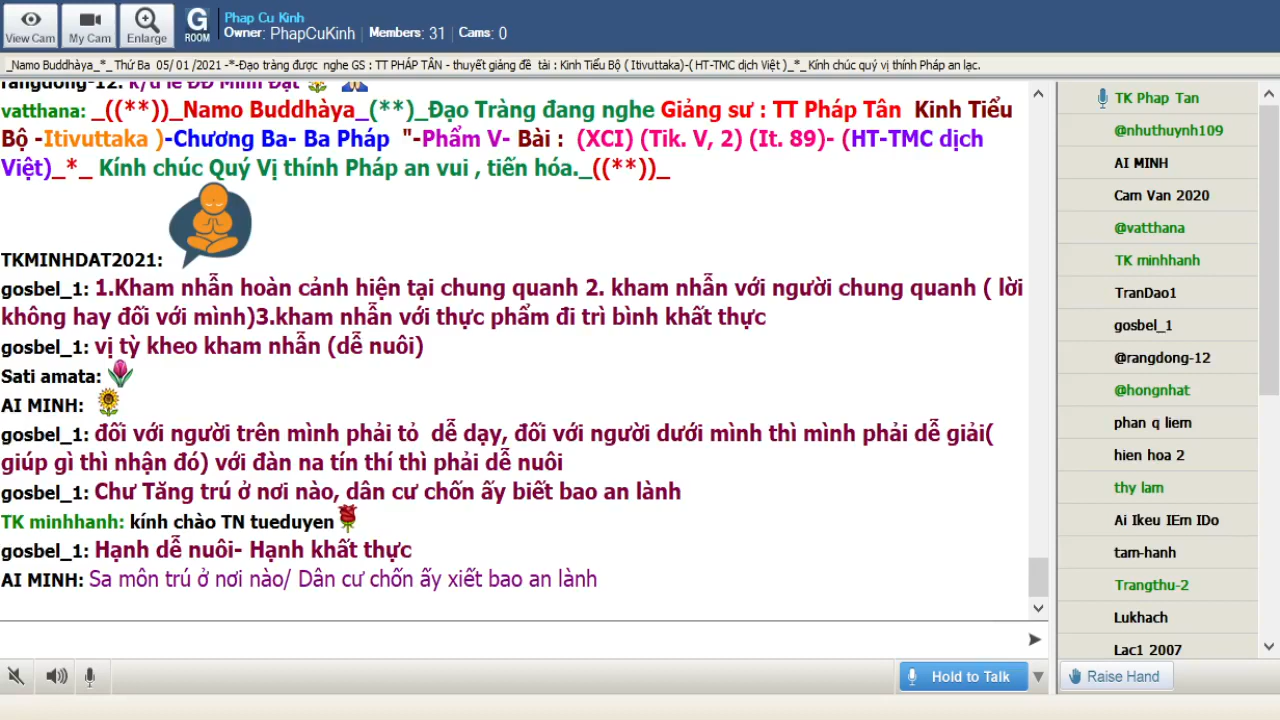 View Cam
My Cam
Enlarge
G
ROOM
Phap Cu Kinh
Owner: PhapCuKinh | Members: 31 | Cams: 0
_Namo Buddhàya_*_ Thứ Ba 05/ 01 /2021 -*-Đạo tràng được nghe GS : TT PHÁP TÂN - thuyết giảng đề tài : Kinh Tiểu Bộ ( Itivuttaka)-( HT-TMC dịch Việt )_*_ Kính chúc quý vị thính Pháp an lạc.
rangdong-12: k/đ lễ ĐĐ Minh Đạt
vatthana: _((**))_Namo Buddhàya_(**)_Đạo Tràng đang nghe Giảng sư : TT Pháp Tân Kinh Tiểu
Bộ -Itivuttaka )-Chương Ba- Ba Pháp "-Phẩm V- Bài : (XCI) (Tik. V, 2) (It. 89)- (HT-TMC dịch
Việt)_*_ Kính chúc Quý Vị thính Pháp an vui , tiến hóa._((**))_
TKMINHDAT2021:
gosbel_1: 1.Kham nhẫn hoàn cảnh hiện tại chung quanh 2. kham nhẫn với người chung quanh ( lời
không hay đối với mình)3.kham nhẫn với thực phẩm đi trì bình khất thực
gosbel_1: vị tỳ kheo kham nhẫn (dễ nuôi)
Sati amata:
AI MINH:
gosbel_1: đối với người trên mình phải tỏ dễ dạy, đối với người dưới mình thì mình phải dễ giải(
giúp gì thì nhận đó) với đàn na tín thí thì phải dễ nuôi
gosbel_1: Chư Tăng trú ở nơi nào, dân cư chốn ấy biết bao an lành
TK minhhanh: kính chào TN tueduyen
gosbel_1: Hạnh dễ nuôi- Hạnh khất thực
AI MINH: Sa môn trú ở nơi nào/ Dân cư chốn ấy xiết bao an lành
TK Phap Tan
@nhuthuynh109
AI MINH
Cam Van 2020
@vatthana
TK minhhanh
TranDao1
gosbel_1
@rangdong-12
@hongnhat
phan q liem
hien hoa 2
thy lam
Ai Ikeu IEm IDo
tam-hanh
Trangthu-2
Lukhach
Lac1 2007
Hold to Talk
Raise Hand